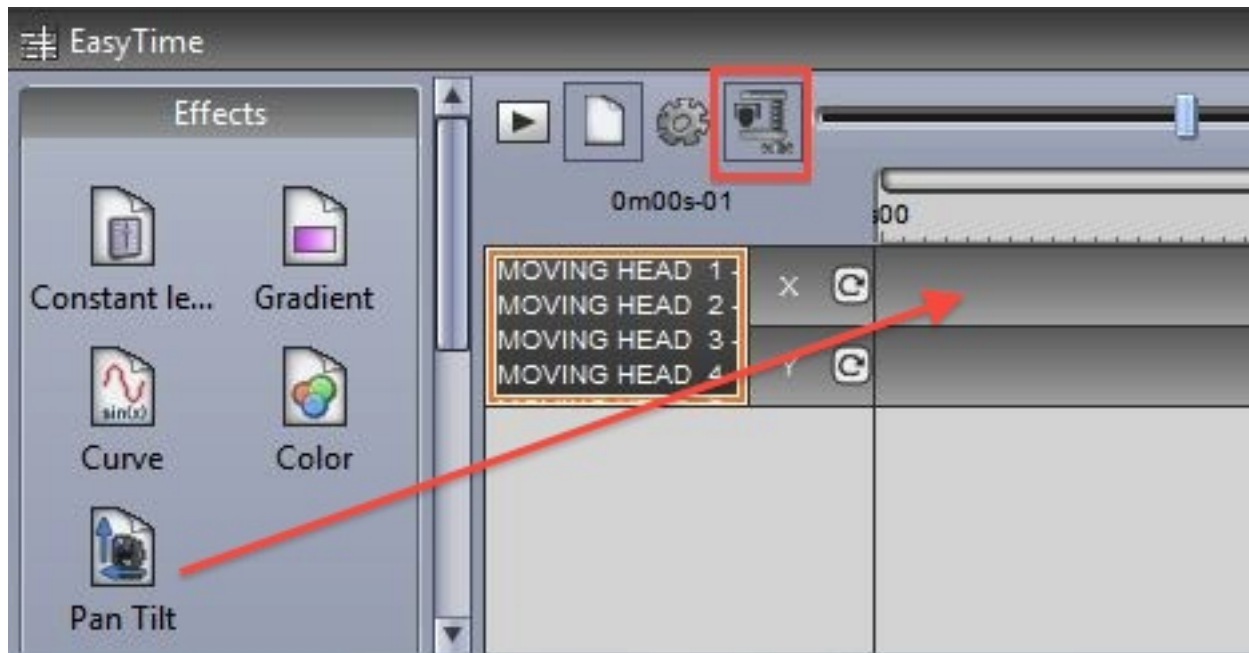 EasyTime
Effects
Constant le...
Gradient
sin(x)
Curve
Color
Pan Tilt
0m00s-01
s00
MOVING HEAD 1 -
MOVING HEAD 2 -
MOVING HEAD 3 -
MOVING HEAD 4
X
Y